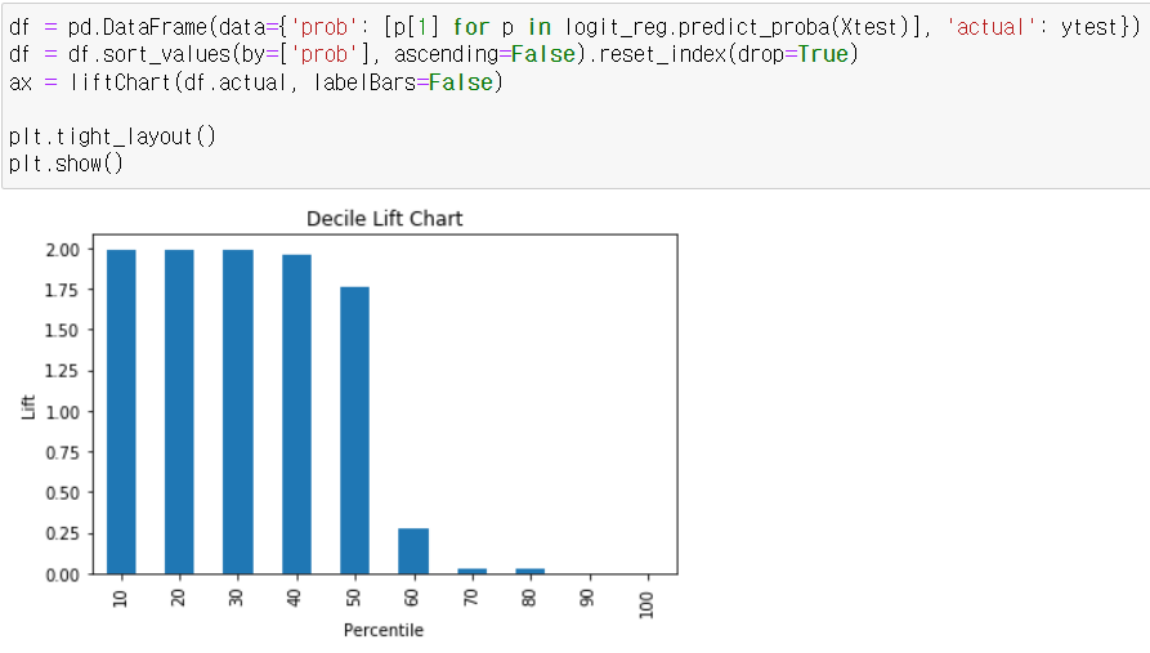 df = pd.DataFrame(data={'prob': [p[1] for p in logit_reg.predict_proba(Xtest)], 'actual': ytest})
df = df.sort_values(by=['prob'], ascending=False).reset_index(drop=True)
ax = liftChart(df.actual, labelBars=False)
plt.tight_layout()
plt.show()
Decile Lift Chart
2.00
1.75
1.50
1.25
1.00
0.75
0.50
0.25
0.00
Lift
10 20 30 40 50 60 70 80 90 100
Percentile